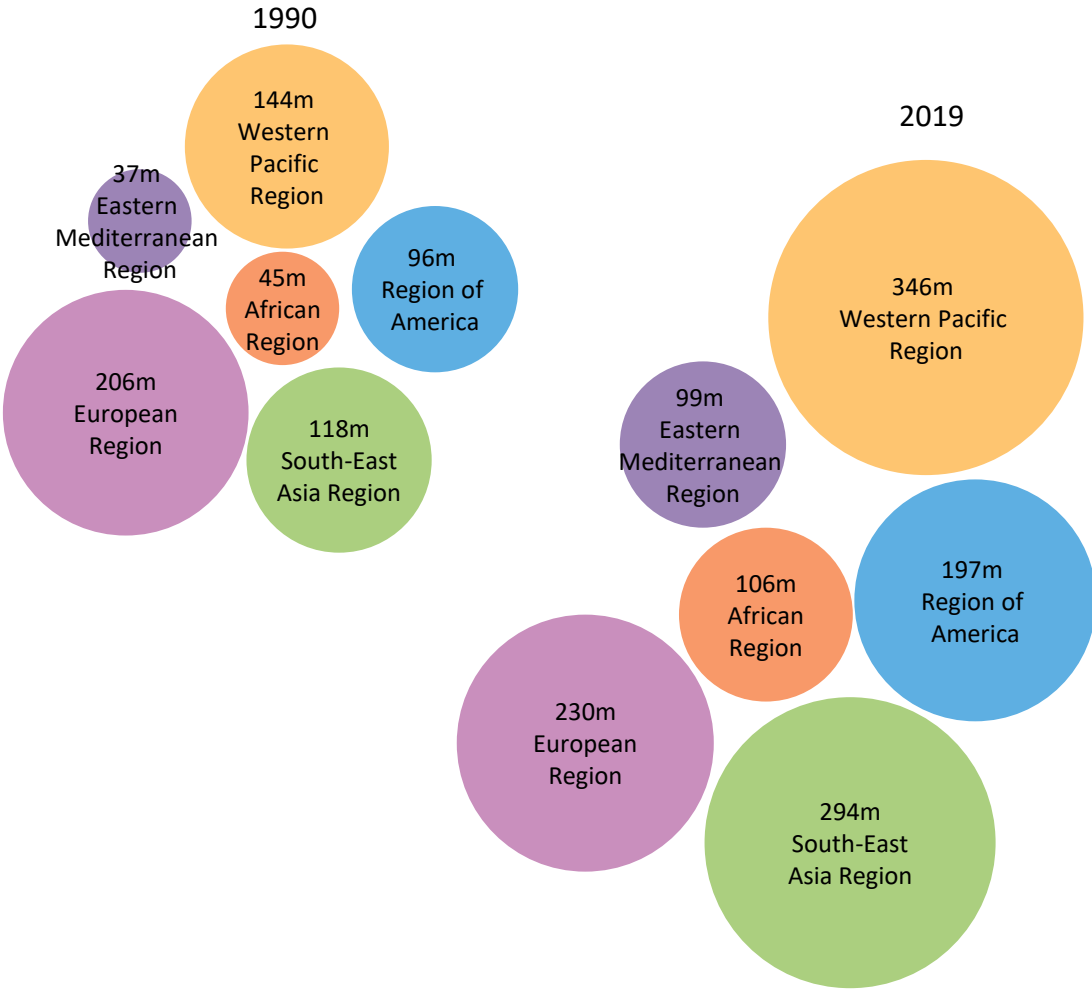 1990
144m
Western
Pacific
Region
37m
Eastern
Mediterranean
Region
45m
African
Region
96m
Region of
America
206m
European
Region
118m
South-East
Asia Region
2019
346m
Western Pacific
Region
99m
Eastern
Mediterranean
Region
106m
African
Region
197m
Region of
America
230m
European
Region
294m
South-East
Asia Region